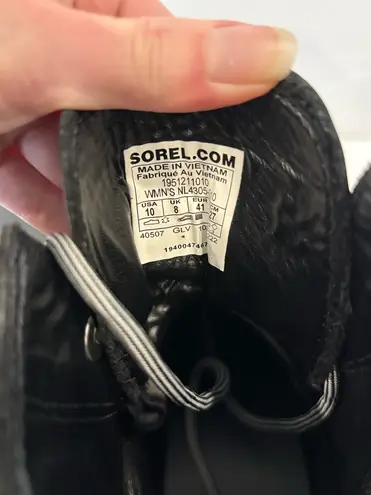 SOREL.COM
MADE IN VIETNAM
Fabriqué Au Vietnam
1951211010
WMN'S NL4305-
USA UK EUR
10 8 41 27
40507 GLV